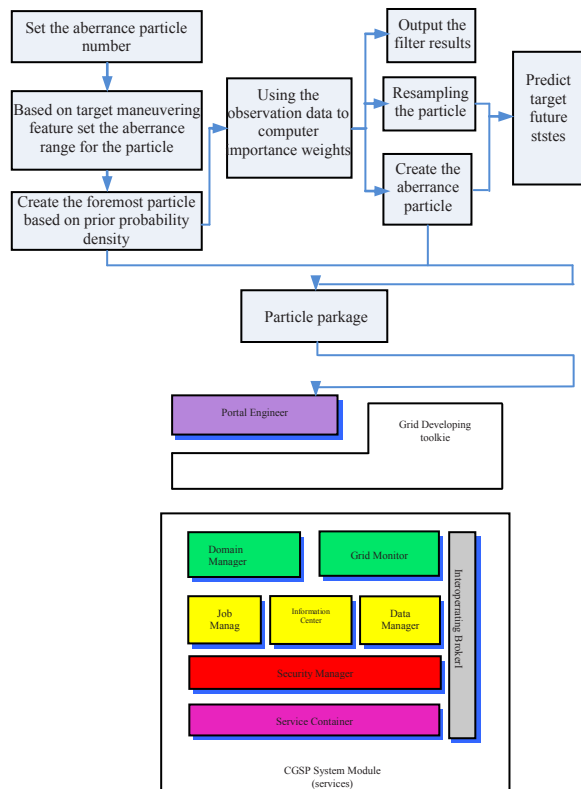 Set the aberrance particle
number
Based on target maneuvering
feature set the aberrance
range for the particle
Create the foremost particle
based on prior probability
density
Using the
observation data to
computer
importance weights
Output the
filter results
Resampling
the particle
Create the
aberrance
particle
Predict
target
future
ststes
Particle parkage
Portal Engineer
Grid Developing
toolkie
Domain
Manager
Grid Monitor
Interoperating Brokerl
Job
Manag
Information
Center
Data
Manager
Security Manager
Service Container
CGSP System Module
(services)